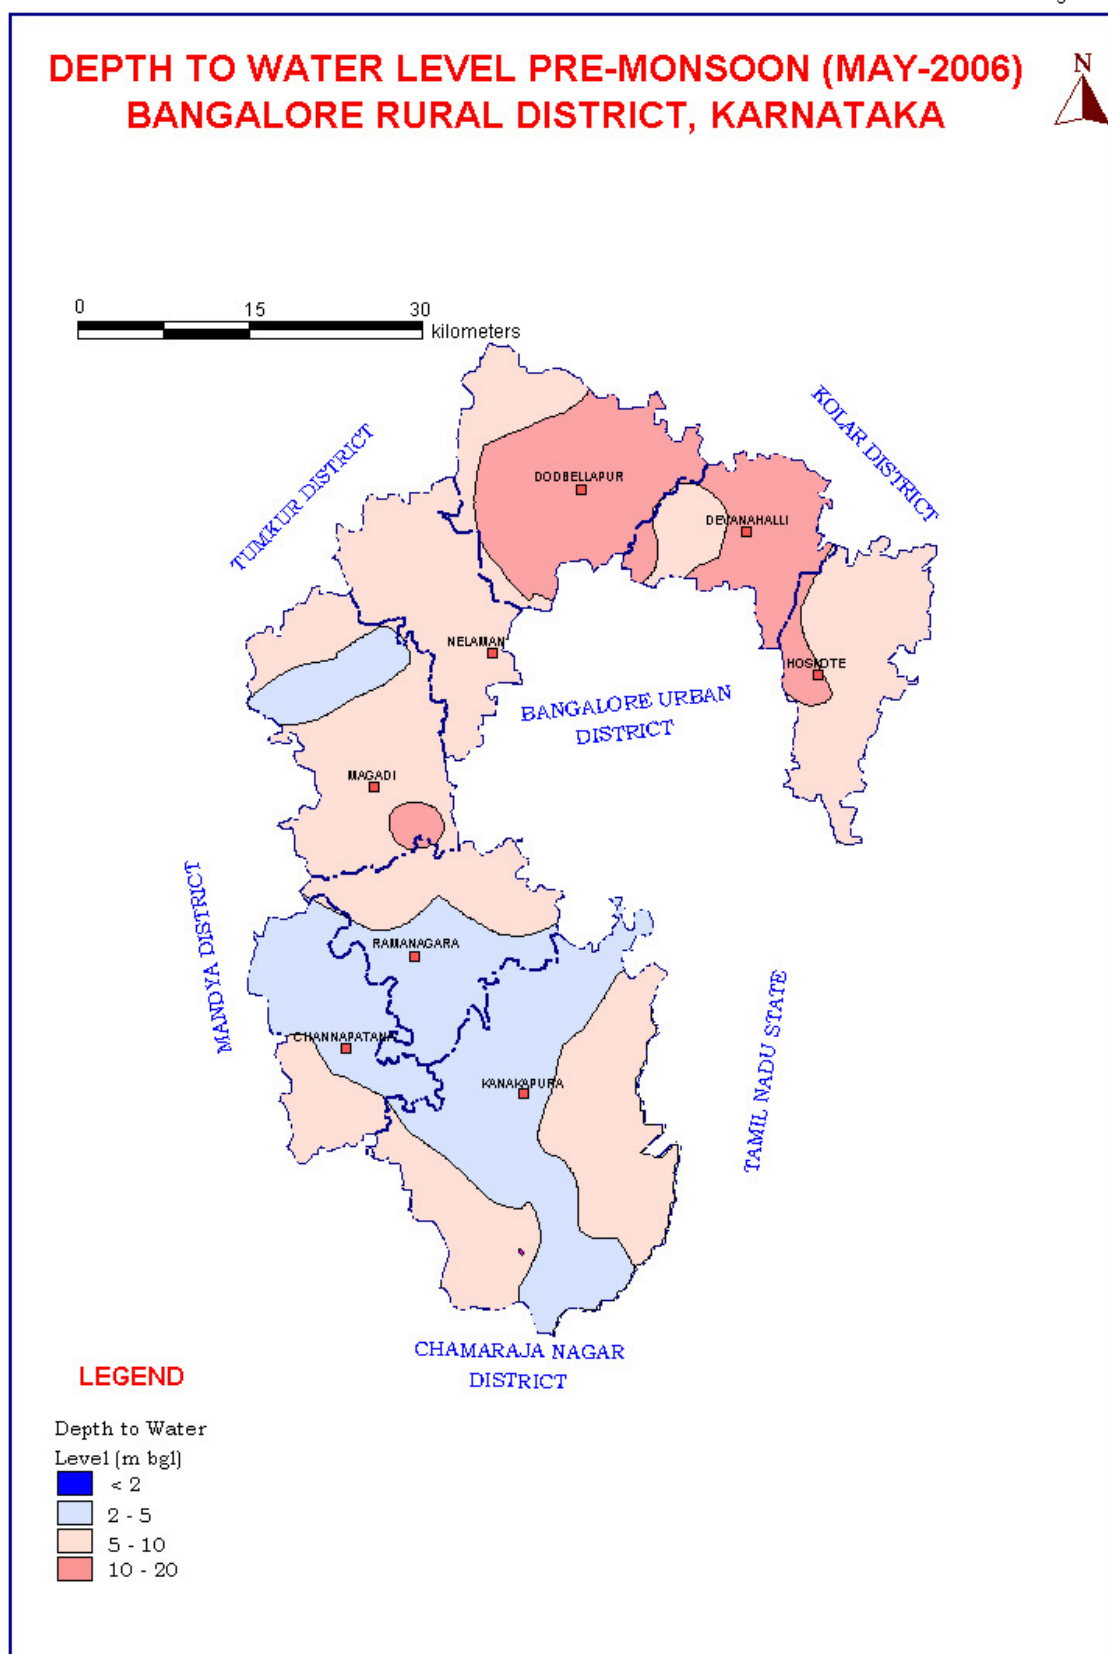 DEPTH TO WATER LEVEL PRE-MONSOON (MAY-2006)
BANGALORE RURAL DISTRICT, KARNATAKA
N
0 15 30
kilometers
KOLAR DISTRICT
TUMKUR DISTRICT
DODBELLAPUR
DEVANAHALLI
NELAMAN
HOSKOTE
BANGALORE URBAN
DISTRICT
MAGADI
MANDYA DISTRICT
RAMANAGARA
TAMIL NADU STATE
CHANNAPATANA
KANAKAPURA
CHAMARAJA NAGAR
DISTRICT
LEGEND
Depth to Water
Level (m bgl)
< 2
2 - 5
5 - 10
10 - 20